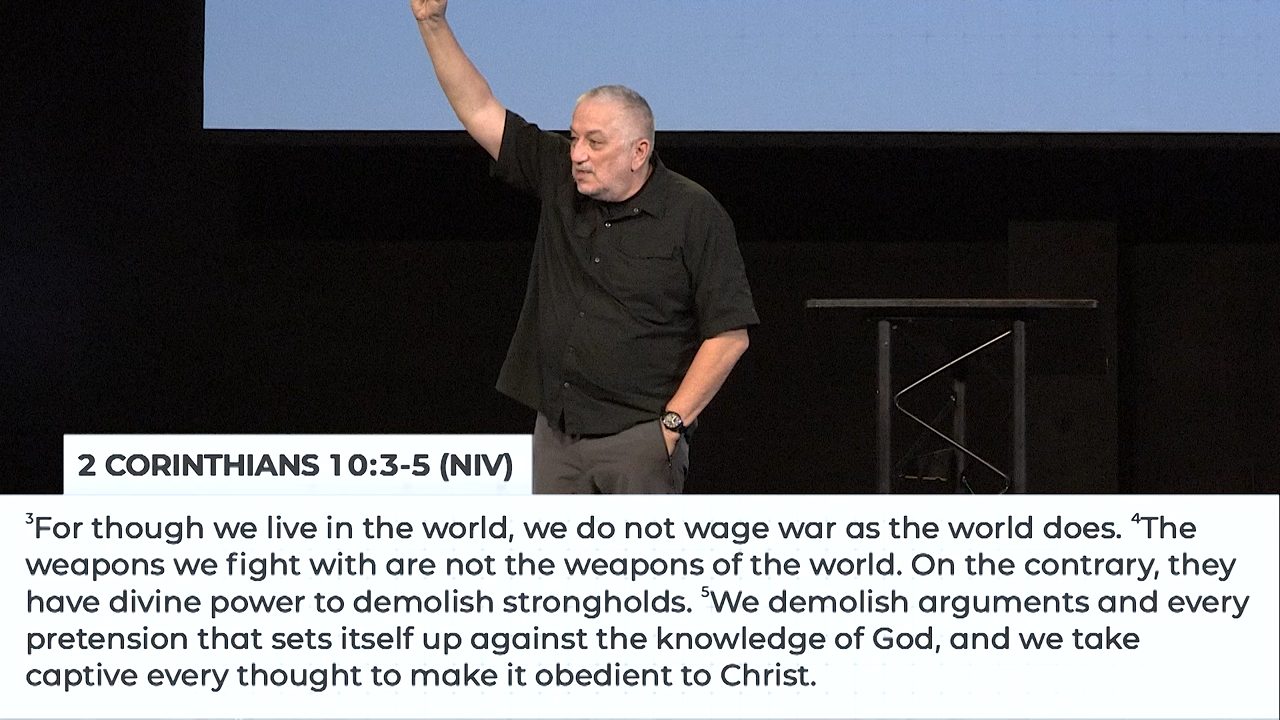 2 CORINTHIANS 10:3-5 (NIV)
³For though we live in the world, we do not wage war as the world does. ⁴The
weapons we fight with are not the weapons of the world. On the contrary, they
have divine power to demolish strongholds. ⁵We demolish arguments and every
pretension that sets itself up against the knowledge of God, and we take
captive every thought to make it obedient to Christ.